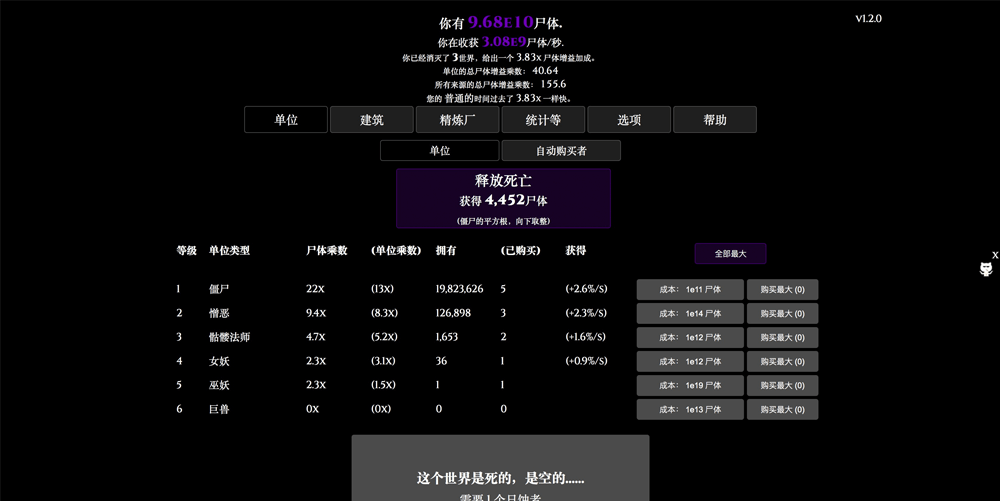 你有 9.68E10尸体.
v1.2.0
你在收获 3.08E9尸体/秒.
你已经消灭了 3世界，给出一个 3.83x 尸体增益加成。
单位的总尸体增益乘数： 40.64
所有来源的总尸体增益乘数： 155.6
您的 普通的时间过去了 3.83x 一样快。
单位 建筑 精炼厂 统计等 选项 帮助
单位 自动购买者
释放死亡
获得 4,452尸体
(僵尸的平方根，向下取整)
等级 单位类型 尸体乘数 (单位乘数) 拥有 (已购买) 获得 全部最大
X
1 僵尸 22X (13X) 19,823,626 5 (+2.6%/S) 成本： 1e11 尸体 购买最大 (0)
2 憎恶 9.4X (8.3X) 126,898 3 (+2.3%/S) 成本： 1e14 尸体 购买最大 (0)
3 骷髅法师 4.7X (5.2X) 1,653 2 (+1.6%/S) 成本： 1e12 尸体 购买最大 (0)
4 女妖 2.3X (3.1X) 36 1 (+0.9%/S) 成本： 1e12 尸体 购买最大 (0)
5 巫妖 2.3X (1.5X) 1 1 成本： 1e19 尸体 购买最大 (0)
6 巨兽 0X (0X) 0 0 成本： 1e13 尸体 购买最大 (0)
这个世界是死的，是空的......
需要 1 个日蚀者